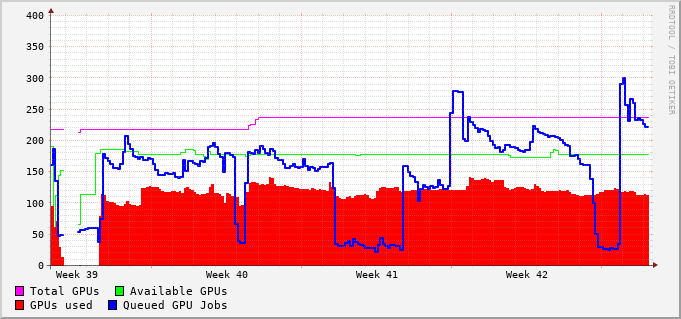 400
350
300
250
200
150
100
50
0
Week 39 Week 40 Week 41 Week 42
Total GPUs Available GPUs
GPUs used Queued GPU Jobs
RRDTOOL / TOBI OETIKER